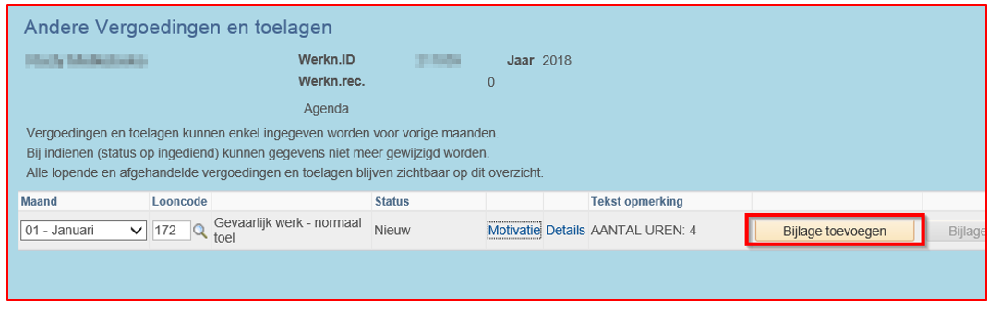 Andere Vergoedingen en toelagen
Werkn.ID Jaar 2018
Werkn.rec. 0
Agenda
Vergoedingen en toelagen kunnen enkel ingegeven worden voor vorige maanden.
Bij indienen (status op ingediend) kunnen gegevens niet meer gewijzigd worden.
Alle lopende en afgehandelde vergoedingen en toelagen blijven zichtbaar op dit overzicht.
Maand Looncode Status Tekst opmerking
01 - Januari 172 Gevaarlijk werk - normaal Nieuw Motivatie Details AANTAL UREN: 4 Bijlage toevoegen Bijlage
toel